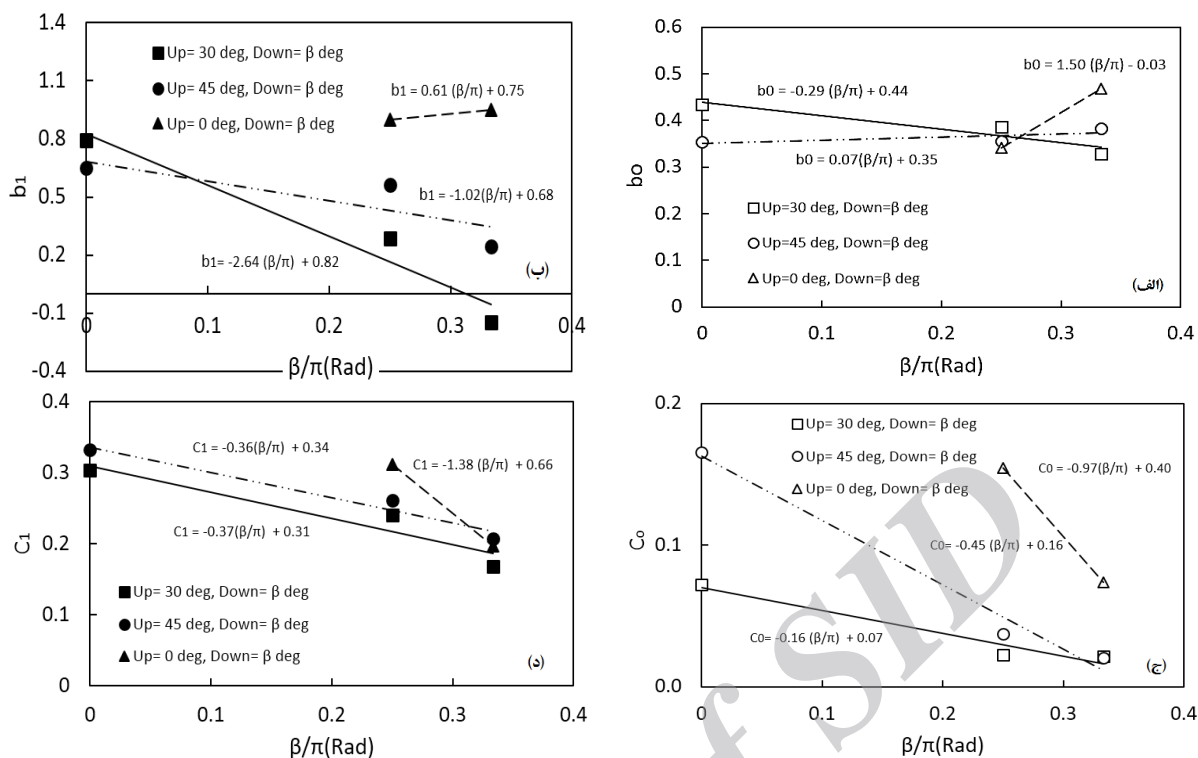 1.4
1.1
0.8
0.5
0.2
-0.1
-0.4
b1
■ Up= 30 deg, Down= β deg
● Up= 45 deg, Down= β deg
▲ Up= 0 deg, Down= β deg
b1 = 0.61 (β/π) + 0.75
b1 = -1.02(β/π) + 0.68
b1= -2.64 (β/π) + 0.82
(ب)
0 0.1 0.2 0.3 0.4
β/π(Rad)
0.6
0.5
0.4
0.3
0.2
0.1
0
b0
b0 = 1.50 (β/π) - 0.03
b0 = -0.29 (β/π) + 0.44
b0 = 0.07(β/π) + 0.35
□ Up=30 deg, Down=β deg
○ Up=45 deg, Down=β deg
△ Up=0 deg, Down=β deg
(الف)
0 0.1 0.2 0.3 0.4
β/π(Rad)
0.4
0.3
0.2
0.1
0
C1
C1 = -0.36(β/π) + 0.34
C1 = -1.38 (β/π) + 0.66
C1 = -0.37(β/π) + 0.31
■ Up= 30 deg, Down= β deg
● Up= 45 deg, Down= β deg
▲ Up= 0 deg, Down= β deg
(د)
0 0.1 0.2 0.3 0.4
β/π(Rad)
0.2
0.1
0.0
C0
□ Up= 30 deg, Down= β deg
○ Up= 45 deg, Down= β deg
△ Up= 0 deg, Down= β deg
C0= -0.97(β/π) + 0.40
C0= -0.45 (β/π) + 0.16
C0= -0.16 (β/π) + 0.07
(ج)
0 0.1 0.2 0.3 0.4
β/π(Rad)
of SID